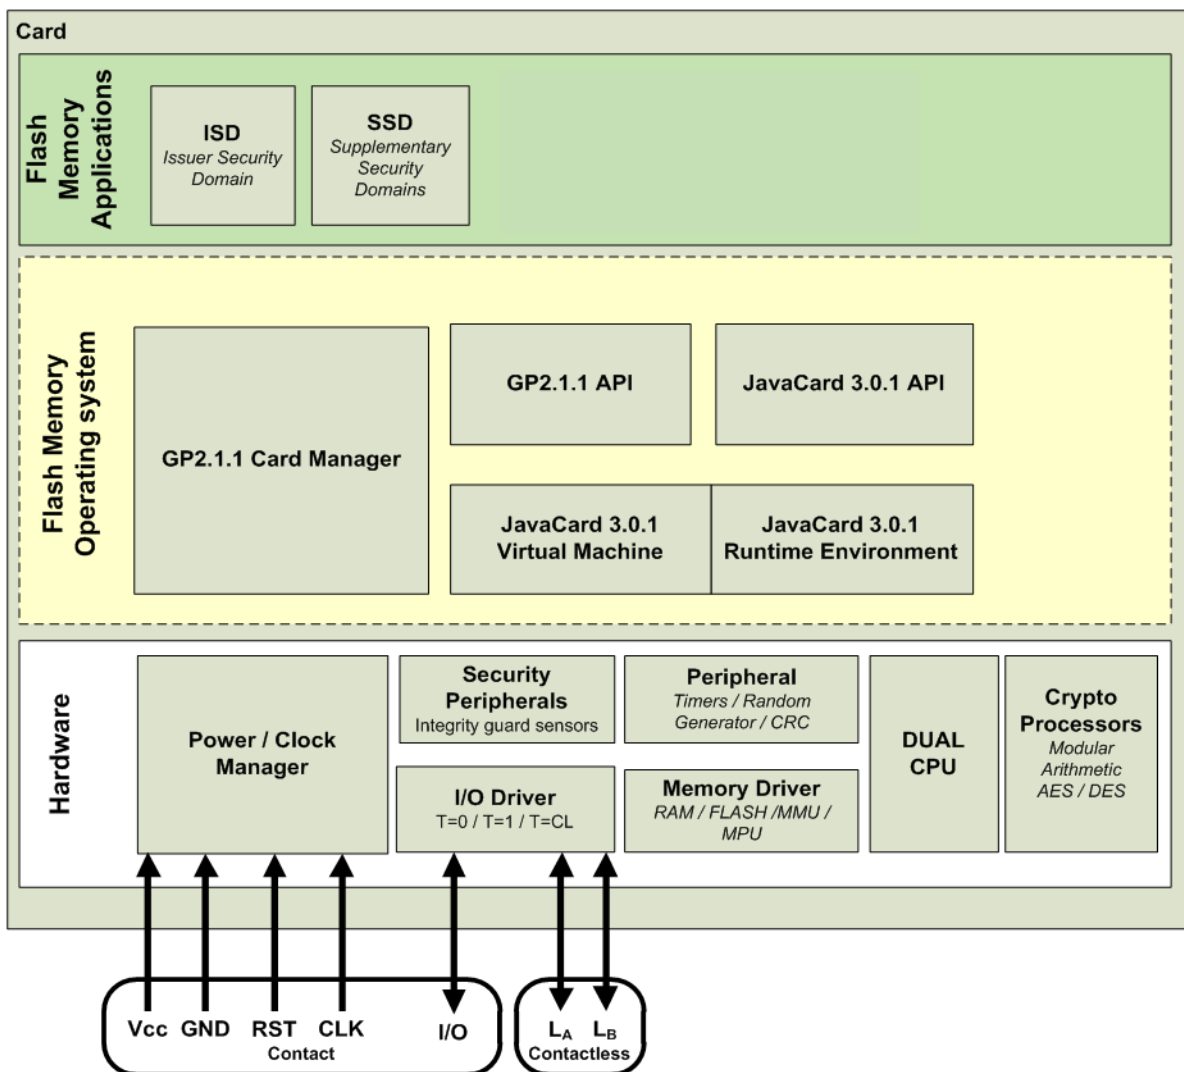 Card
Flash
Memory
Applications
ISD
Issuer Security
Domain
SSD
Supplementary
Security
Domains
Flash Memory
Operating system
GP2.1.1 Card Manager
GP2.1.1 API
JavaCard 3.0.1 API
JavaCard 3.0.1
Virtual Machine
JavaCard 3.0.1
Runtime Environment
Hardware
Power / Clock
Manager
Security
Peripherals
Integrity guard sensors
I/O Driver
T=0 / T=1 / T=CL
Peripheral
Timers / Random
Generator / CRC
Memory Driver
RAM / FLASH /MMU /
MPU
DUAL
CPU
Crypto
Processors
Modular
Arithmetic
AES / DES
Vcc GND RST CLK I/O
Contact
LA LB
Contactless